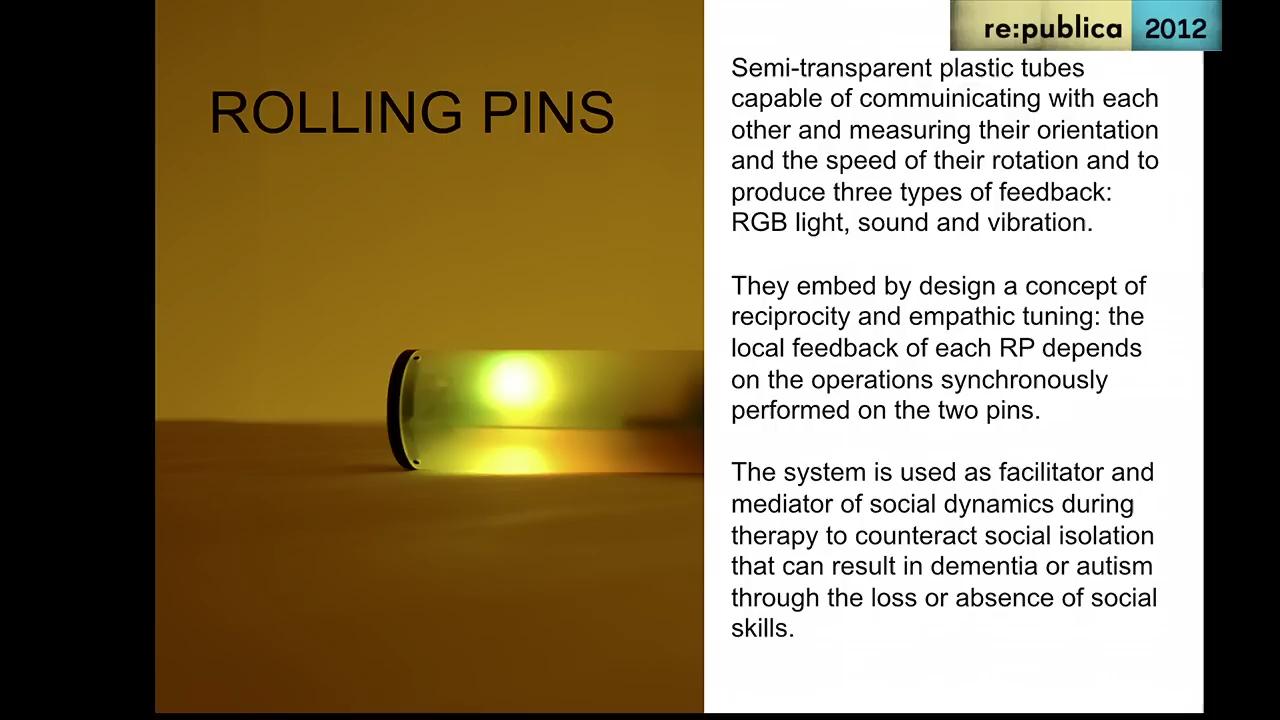 re:publica 2012
ROLLING PINS
Semi-transparent plastic tubes
capable of commuinicating with each
other and measuring their orientation
and the speed of their rotation and to
produce three types of feedback:
RGB light, sound and vibration.
They embed by design a concept of
reciprocity and empathic tuning: the
local feedback of each RP depends
on the operations synchronously
performed on the two pins.
The system is used as facilitator and
mediator of social dynamics during
therapy to counteract social isolation
that can result in dementia or autism
through the loss or absence of social
skills.